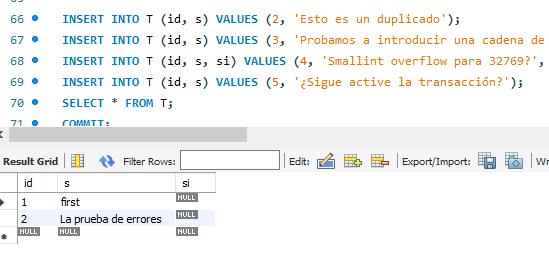 66 INSERT INTO T (id, s) VALUES (2, 'Esto es un duplicado');
67 INSERT INTO T (id, s) VALUES (3, 'Probamos a introducir una cadena de
68 INSERT INTO T (id, s, si) VALUES (4, 'Smallint overflow para 32769?',
69 INSERT INTO T (id, s) VALUES (5, '¿Sigue active la transacción?');
70 SELECT * FROM T;
71 COMMIT;
Result Grid Filter Rows: Edit: Export/Import: Wr
id s si
1 first NULL
2 La prueba de errores NULL
NULL NULL NULL